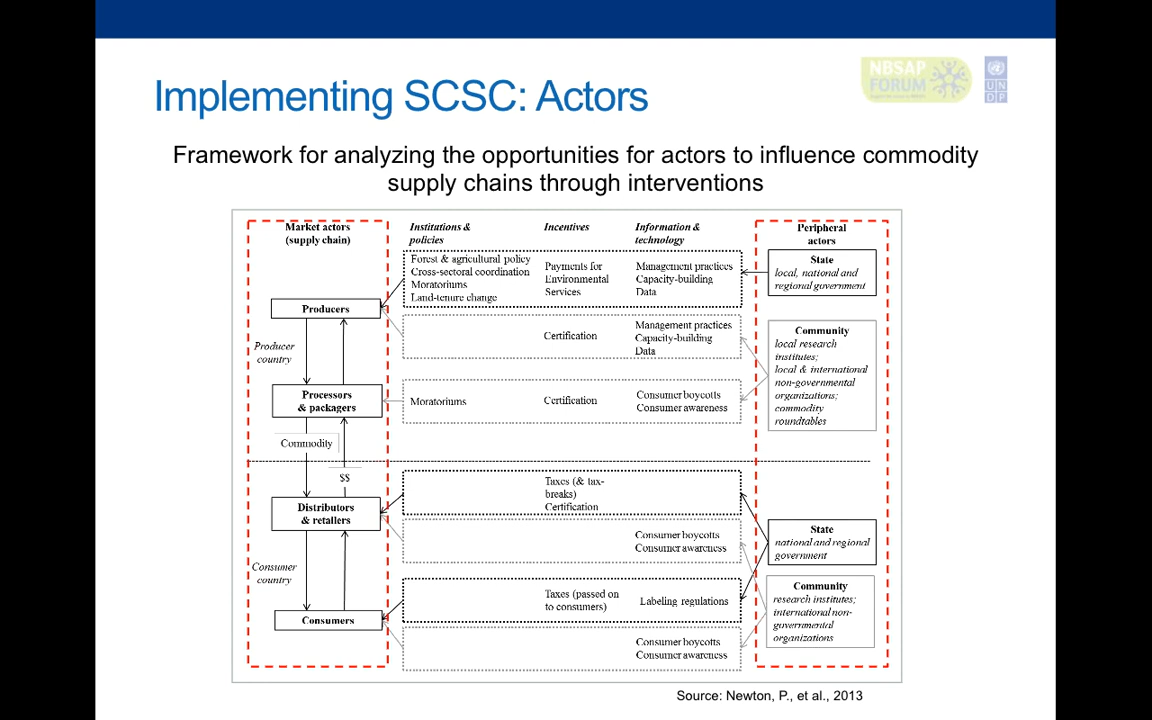 NBSAP
FORUM
U N
D P
Implementing SCSC: Actors
Framework for analyzing the opportunities for actors to influence commodity
supply chains through interventions
Market actors
(supply chain)
Institutions &
policies
Incentives
Information &
technology
Peripheral
actors
Forest & agricultural policy
Cross-sectoral coordination
Moratoriums
Land-tenure change
Payments for
Environmental
Services
Management practices
Capacity-building
Data
State
local, national and
regional government
Producers
Certification
Management practices
Capacity-building
Data
Community
local research
institutes;
local & international
non-governmental
organizations;
commodity
roundtables
Producer
country
Processors
& packagers
Moratoriums
Certification
Consumer boycotts
Consumer awareness
Commodity
$$
Distributors
& retailers
Taxes (& tax-
breaks)
Certification
Consumer boycotts
Consumer awareness
State
national and regional
government
Consumer
country
Taxes (passed on
to consumers)
Labeling regulations
Community
research institutes;
international non-
governmental
organizations
Consumers
Consumer boycotts
Consumer awareness
Source: Newton, P., et al., 2013